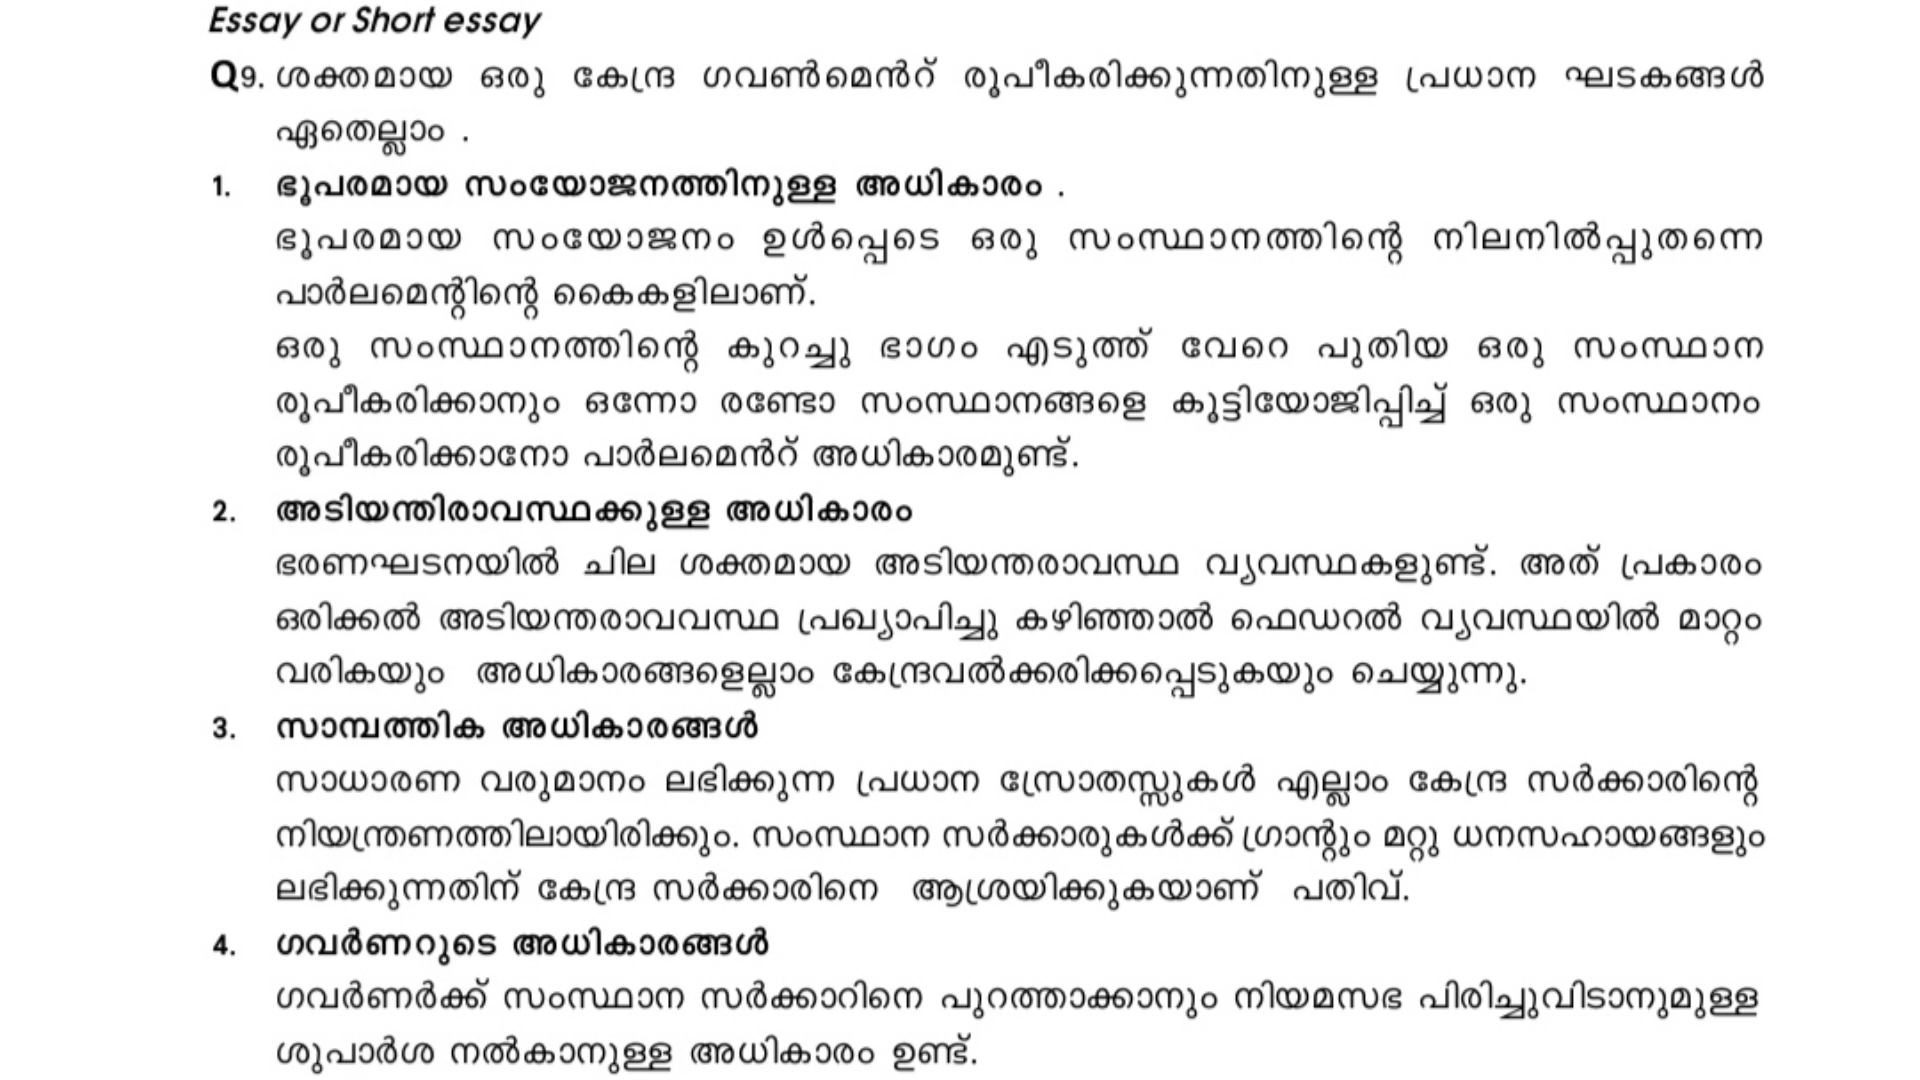 Essay or Short essay
Q9. ശക്തമായ ഒരു കേന്ദ്ര ഗവൺമെൻറ് രൂപീകരിക്കുന്നതിനുള്ള പ്രധാന ഘടകങ്ങൾ
ഏതെല്ലാം .
1. ഭൂപരമായ സംയോജനത്തിനുള്ള അധികാരം .
ഭൂപരമായ സംയോജനം ഉൾപ്പെടെ ഒരു സംസ്ഥാനത്തിന്റെ നിലനിൽപ്പുതന്നെ
പാർലമെന്റിന്റെ കൈകളിലാണ്.
ഒരു സംസ്ഥാനത്തിന്റെ കുറച്ചു ഭാഗം എടുത്ത് വേറെ പുതിയ ഒരു സംസ്ഥാന
രൂപീകരിക്കാനും ഒന്നോ രണ്ടോ സംസ്ഥാനങ്ങളെ കൂട്ടിയോജിപ്പിച്ച് ഒരു സംസ്ഥാനം
രൂപീകരിക്കാനോ പാർലമെൻറ് അധികാരമുണ്ട്.
2. അടിയന്തിരാവസ്ഥക്കുള്ള അധികാരം
ഭരണഘടനയിൽ ചില ശക്തമായ അടിയന്തരാവസ്ഥ വ്യവസ്ഥകളുണ്ട്. അത് പ്രകാരം
ഒരിക്കൽ അടിയന്തരാവവസ്ഥ പ്രഖ്യാപിച്ചു കഴിഞ്ഞാൽ ഫെഡറൽ വ്യവസ്ഥയിൽ മാറ്റം
വരികയും അധികാരങ്ങളെല്ലാം കേന്ദ്രവൽക്കരിക്കപ്പെടുകയും ചെയ്യുന്നു.
3. സാമ്പത്തിക അധികാരങ്ങൾ
സാധാരണ വരുമാനം ലഭിക്കുന്ന പ്രധാന സ്രോതസ്സുകൾ എല്ലാം കേന്ദ്ര സർക്കാരിന്റെ
നിയന്ത്രണത്തിലായിരിക്കും. സംസ്ഥാന സർക്കാരുകൾക്ക് ഗ്രാന്റും മറ്റു ധനസഹായങ്ങളും
ലഭിക്കുന്നതിന് കേന്ദ്ര സർക്കാരിനെ ആശ്രയിക്കുകയാണ് പതിവ്.
4. ഗവർണറുടെ അധികാരങ്ങൾ
ഗവർണർക്ക് സംസ്ഥാന സർക്കാറിനെ പുറത്താക്കാനും നിയമസഭ പിരിച്ചുവിടാനുമുള്ള
ശുപാർശ നൽകാനുള്ള അധികാരം ഉണ്ട്.